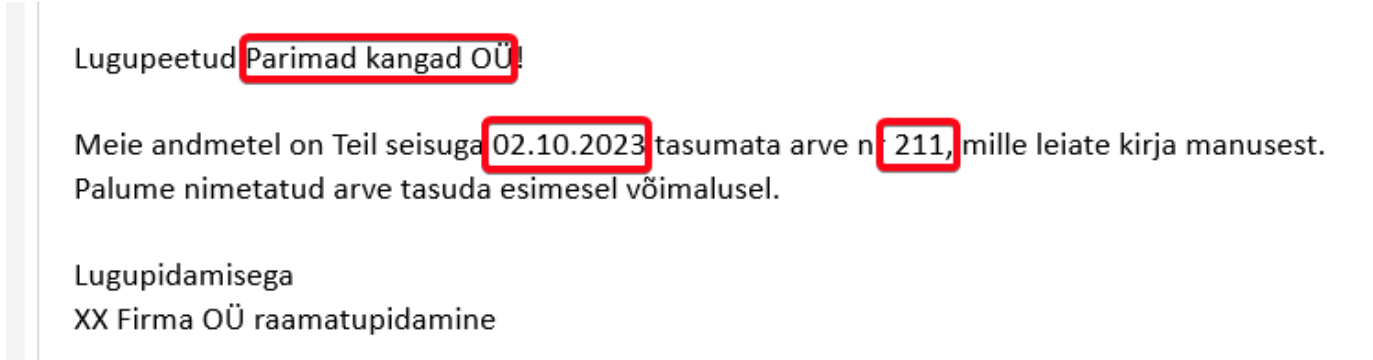 Lugupeetud Parimad kangad OÜ!
Meie andmetel on Teil seisuga 02.10.2023 tasumata arve nr 211, mille leiate kirja manusest.
Palume nimetatud arve tasuda esimesel võimalusel.
Lugupidamisega
XX Firma OÜ raamatupidamine